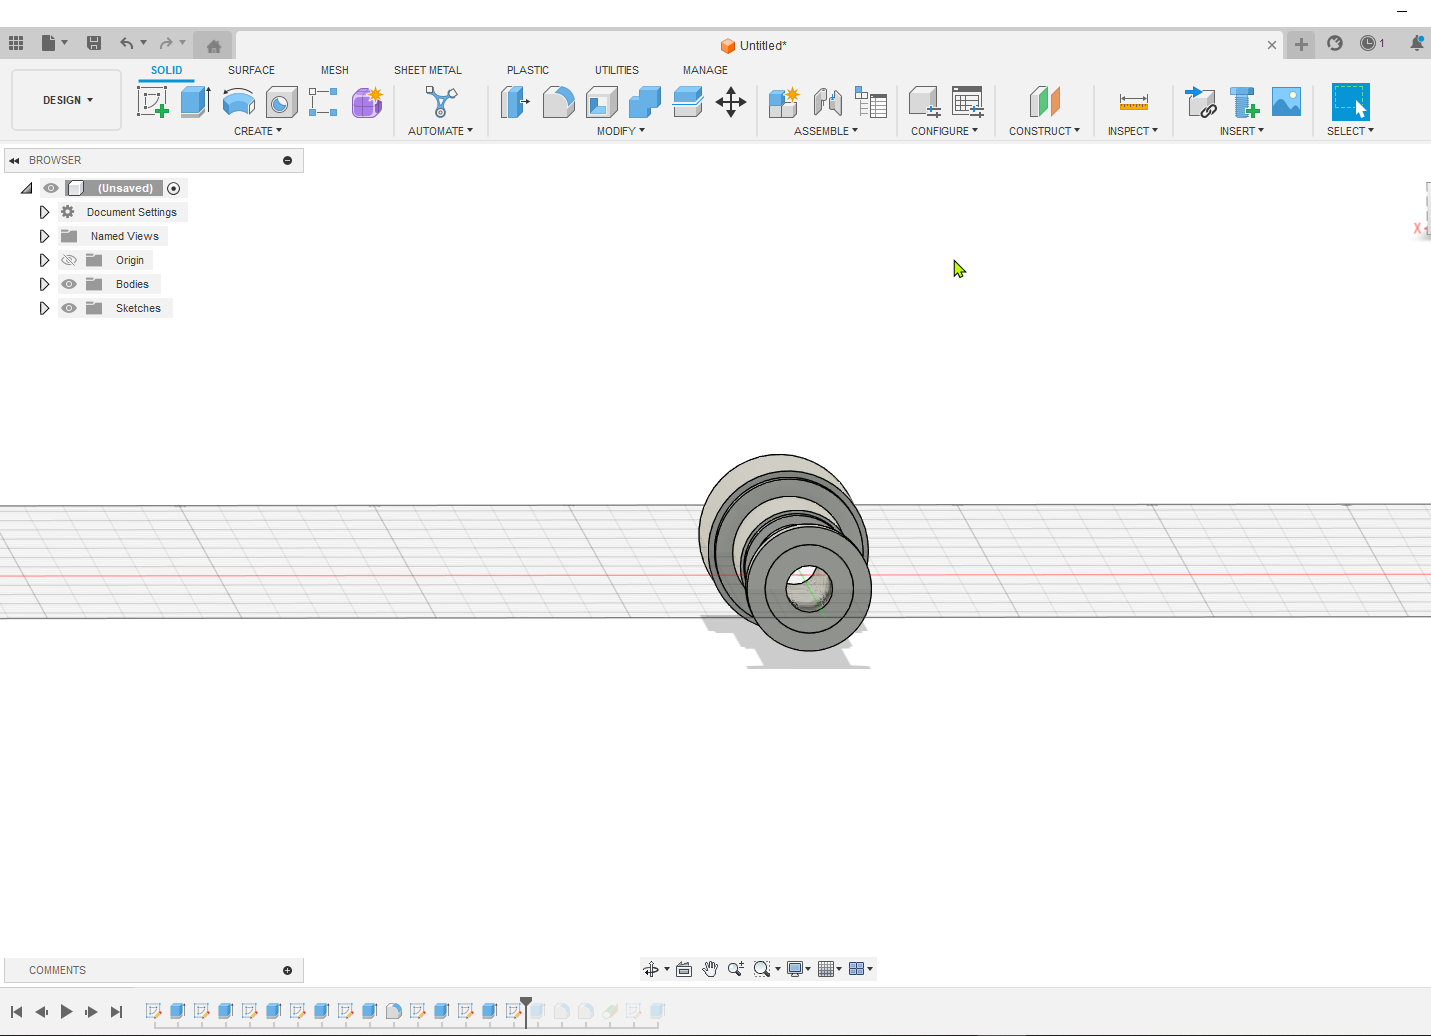 Untitled*
1
DESIGN
SOLID
SURFACE
MESH
SHEET METAL
PLASTIC
UTILITIES
MANAGE
CREATE
AUTOMATE
MODIFY
ASSEMBLE
CONFIGURE
CONSTRUCT
INSPECT
INSERT
SELECT
BROWSER
(Unsaved)
Document Settings
Named Views
Origin
Bodies
Sketches
X
COMMENTS